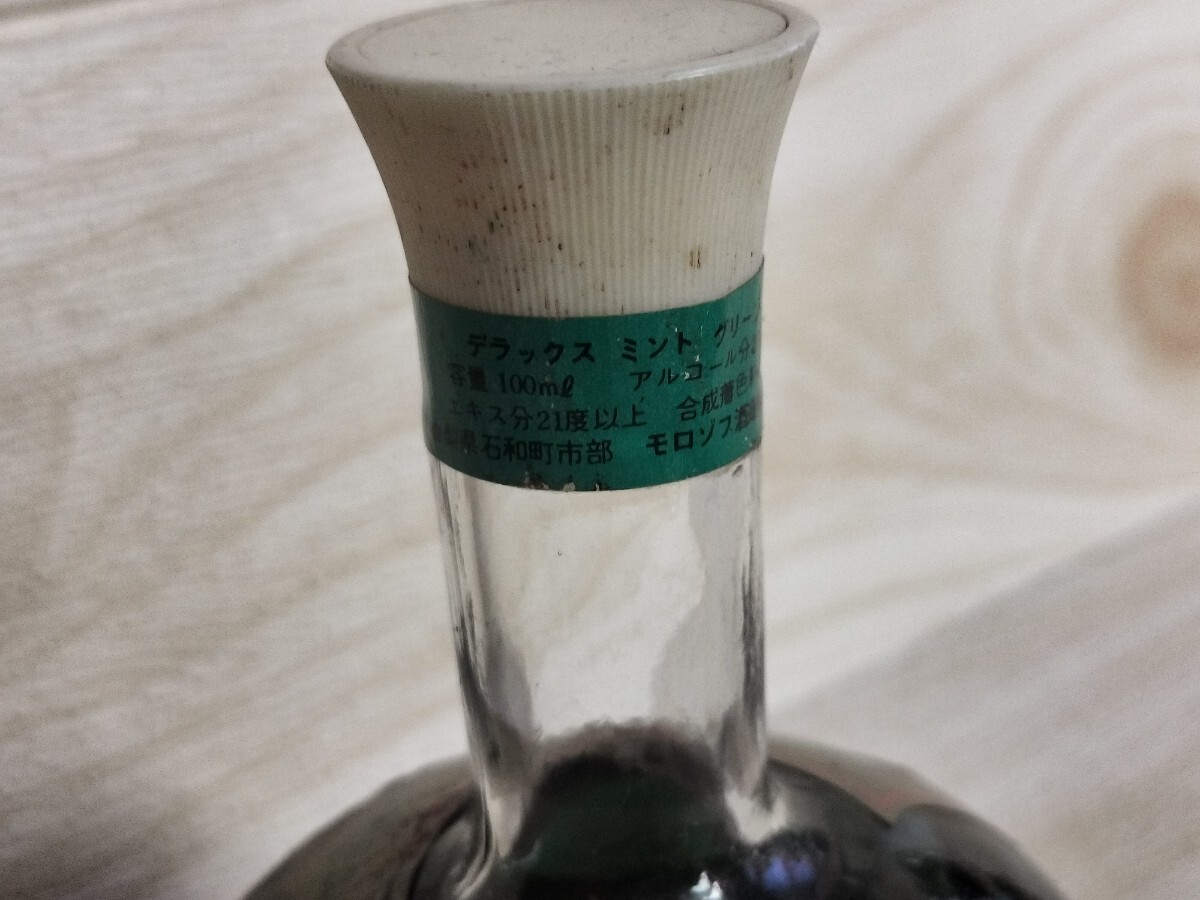 デラックス ミント グリーン
容量 100mℓ アルコール分
エキス分21度以上 合成着色
県石和町市部 モロゾフ酒